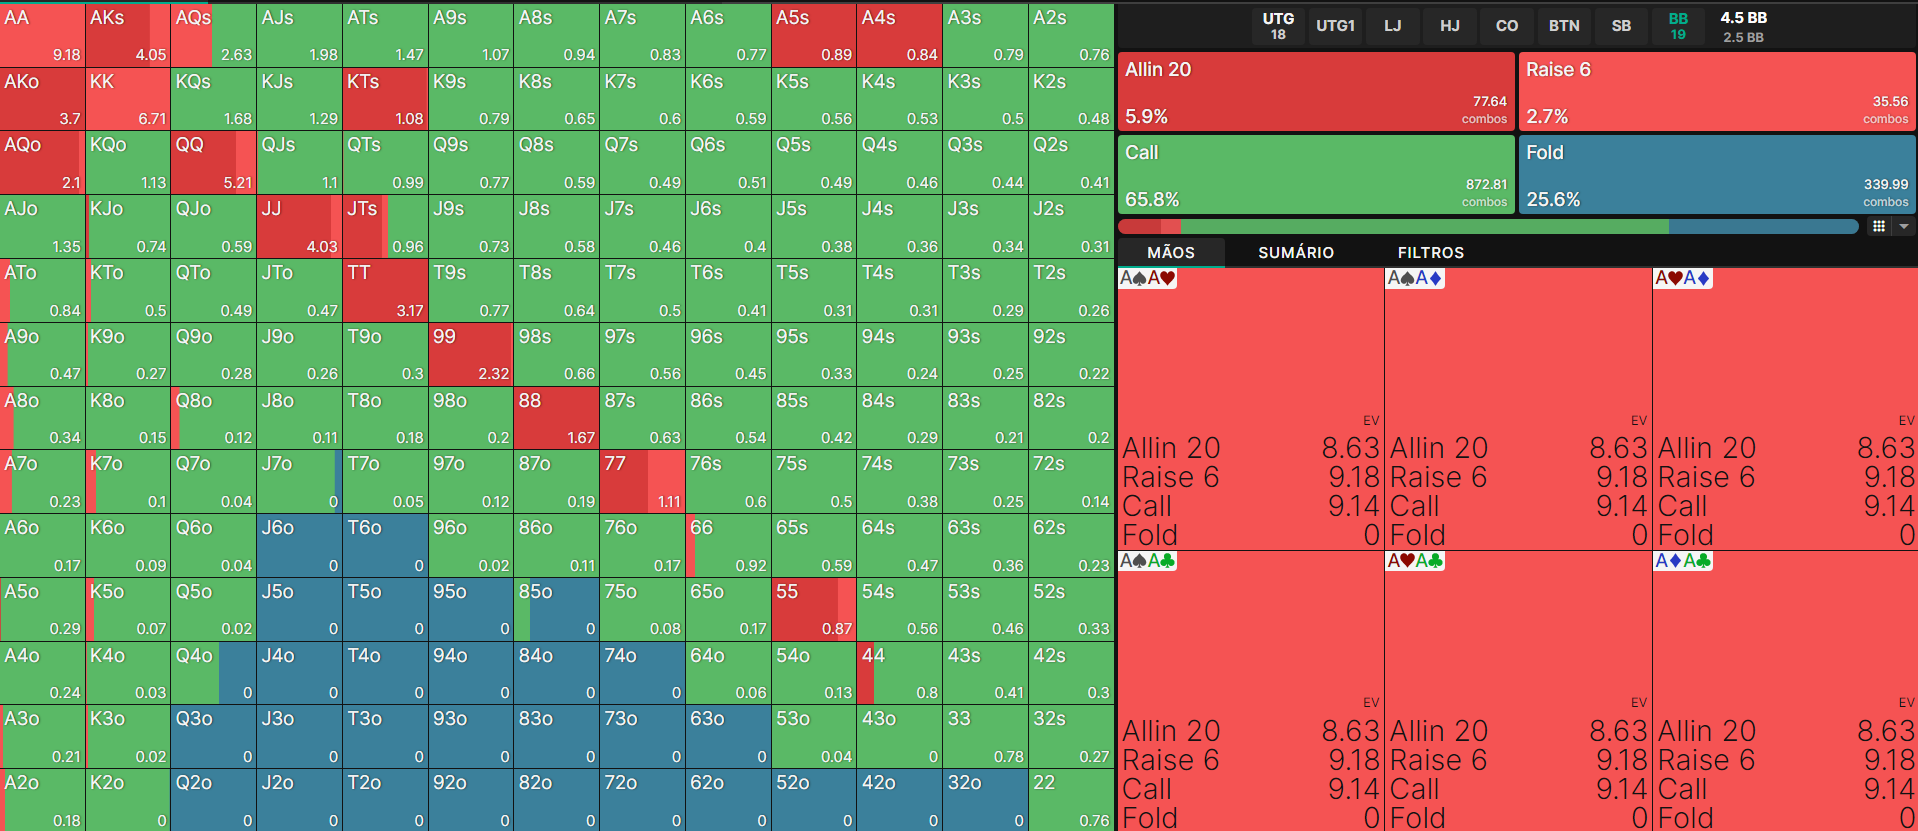 AA AKs AQs AJs ATs A9s A8s A7s A6s A5s A4s A3s A2s
9.18 4.05 2.63 1.98 1.47 1.07 0.94 0.83 0.77 0.89 0.84 0.79 0.76
AKo KK KQs KJs KTs K9s K8s K7s K6s K5s K4s K3s K2s
3.7 6.71 1.68 1.29 1.08 0.79 0.65 0.6 0.59 0.56 0.53 0.5 0.48
AQo KQo QQ QJs QTs Q9s Q8s Q7s Q6s Q5s Q4s Q3s Q2s
2.1 1.13 5.21 1.1 0.99 0.77 0.59 0.49 0.51 0.49 0.46 0.44 0.41
AJo KJo QJo JJ JTs J9s J8s J7s J6s J5s J4s J3s J2s
1.35 0.74 0.59 4.03 0.96 0.73 0.58 0.46 0.4 0.38 0.36 0.34 0.31
ATo KTo QTo JTo TT T9s T8s T7s T6s T5s T4s T3s T2s
0.84 0.5 0.49 0.47 3.17 0.77 0.64 0.5 0.41 0.31 0.31 0.29 0.26
A9o K9o Q9o J9o T9o 99 98s 97s 96s 95s 94s 93s 92s
0.47 0.27 0.28 0.26 0.3 2.32 0.66 0.56 0.45 0.33 0.24 0.25 0.22
A8o K8o Q8o J8o T8o 98o 88 87s 86s 85s 84s 83s 82s
0.34 0.15 0.12 0.11 0.18 0.2 1.67 0.63 0.54 0.42 0.29 0.21 0.2
A7o K7o Q7o J7o T7o 97o 87o 77 76s 75s 74s 73s 72s
0.23 0.1 0.04 0 0.05 0.12 0.19 1.11 0.6 0.5 0.38 0.25 0.14
A6o K6o Q6o J6o T6o 96o 86o 76o 66 65s 64s 63s 62s
0.17 0.09 0.04 0 0 0.02 0.11 0.17 0.92 0.59 0.47 0.36 0.23
A5o K5o Q5o J5o T5o 95o 85o 75o 65o 55 54s 53s 52s
0.29 0.07 0.02 0 0 0 0 0.08 0.17 0.87 0.56 0.46 0.33
A4o K4o Q4o J4o T4o 94o 84o 74o 64o 54o 44 43s 42s
0.24 0.03 0 0 0 0 0 0 0.06 0.13 0.8 0.41 0.3
A3o K3o Q3o J3o T3o 93o 83o 73o 63o 53o 43o 33 32s
0.21 0.02 0 0 0 0 0 0 0 0.04 0 0.78 0.27
A2o K2o Q2o J2o T2o 92o 82o 72o 62o 52o 42o 32o 22
0.18 0 0 0 0 0 0 0 0 0 0 0 0.76
UTG UTG1 LJ HJ CO BTN SB BB 4.5 BB
18 19 2.5 BB
Allin 20 Raise 6
77.64 35.56
5.9% combos 2.7% combos
Call Fold
872.81 339.99
65.8% combos 25.6% combos
MÃOS SUMÁRIO FILTROS
A♠A♥ A♠A♦ A♥A♦
EV EV EV
Allin 20 8.63 Allin 20 8.63 Allin 20 8.63
Raise 6 9.18 Raise 6 9.18 Raise 6 9.18
Call 9.14 Call 9.14 Call 9.14
Fold 0 Fold 0 Fold 0
A♠A♣ A♥A♣ A♦A♣
EV EV EV
Allin 20 8.63 Allin 20 8.63 Allin 20 8.63
Raise 6 9.18 Raise 6 9.18 Raise 6 9.18
Call 9.14 Call 9.14 Call 9.14
Fold 0 Fold 0 Fold 0